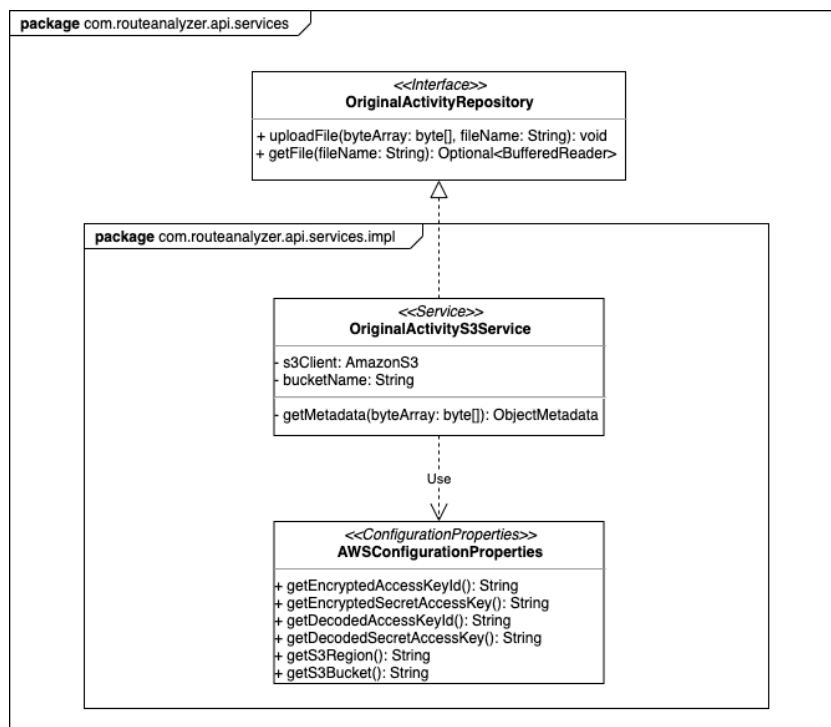 package com.routeanalyzer.api.services
<<Interface>>
OriginalActivityRepository
+ uploadFile(byteArray: byte[], fileName: String): void
+ getFile(fileName: String): Optional<BufferedReader>
package com.routeanalyzer.api.services.impl
<<Service>>
OriginalActivityS3Service
- s3Client: AmazonS3
- bucketName: String
- getMetadata(byteArray: byte[]): ObjectMetadata
Use
<<ConfigurationProperties>>
AWSConfigurationProperties
+ getEncryptedAccessKeyId(): String
+ getEncryptedSecretAccessKey(): String
+ getDecodedAccessKeyId(): String
+ getDecodedSecretAccessKey(): String
+ getS3Region(): String
+ getS3Bucket(): String